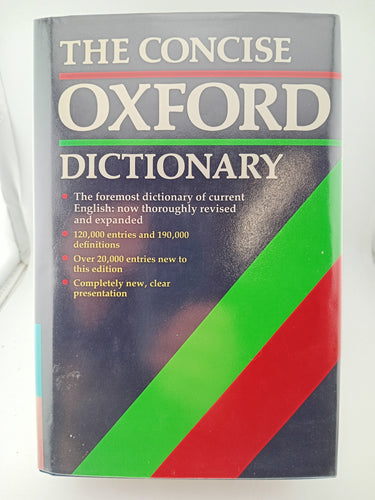 THE CONCISE
OXFORD
DICTIONARY
• The foremost dictionary of current
English: now thoroughly revised
and expanded
• 120,000 entries and 190,000
definitions
• Over 20,000 entries new to
this edition
• Completely new, clear
presentation